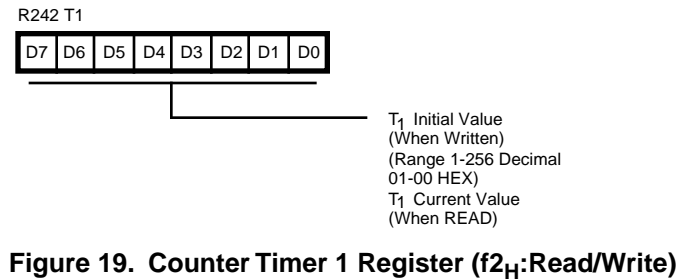 R242 T1
D7 D6 D5 D4 D3 D2 D1 D0
T1 Initial Value
(When Written)
(Range 1-256 Decimal
01-00 HEX)
T1 Current Value
(When READ)
Figure 19. Counter Timer 1 Register (f2H:Read/Write)